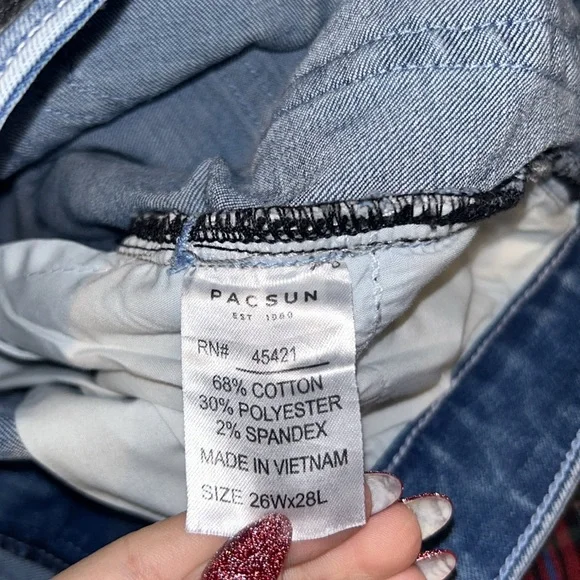 PACSUN
EST 1980
RN# 45421
68% COTTON
30% POLYESTER
2% SPANDEX
MADE IN VIETNAM
SIZE 26Wx28L